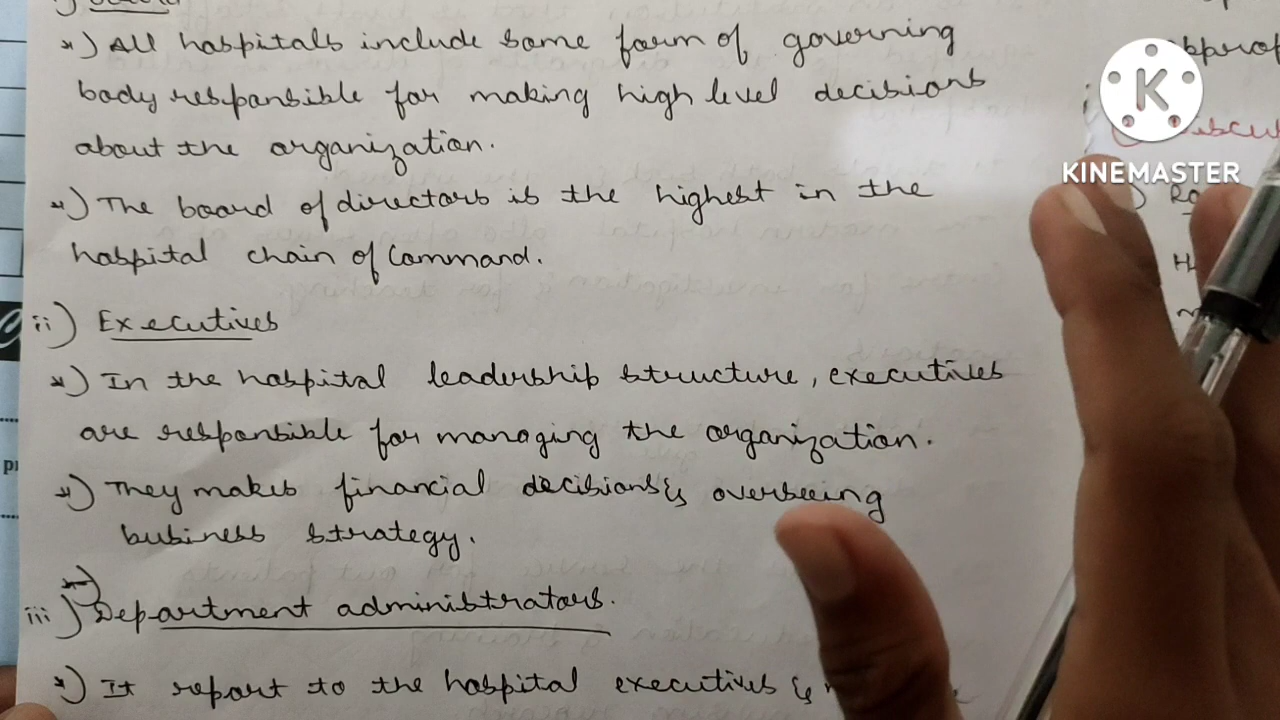 *) All hospitals include some form of governing
body responsible for making high level decisions
about the organization.
*) The board of directors is the highest in the
hospital chain of Command.
ii) Executives
*) In the hospital leadership structure, executives
are responsible for managing the organization.
*) They makes financial decisions & overseeing
business strategy.
iii) Department administrators.
*) It report to the hospital executives &
K
KINEMASTER